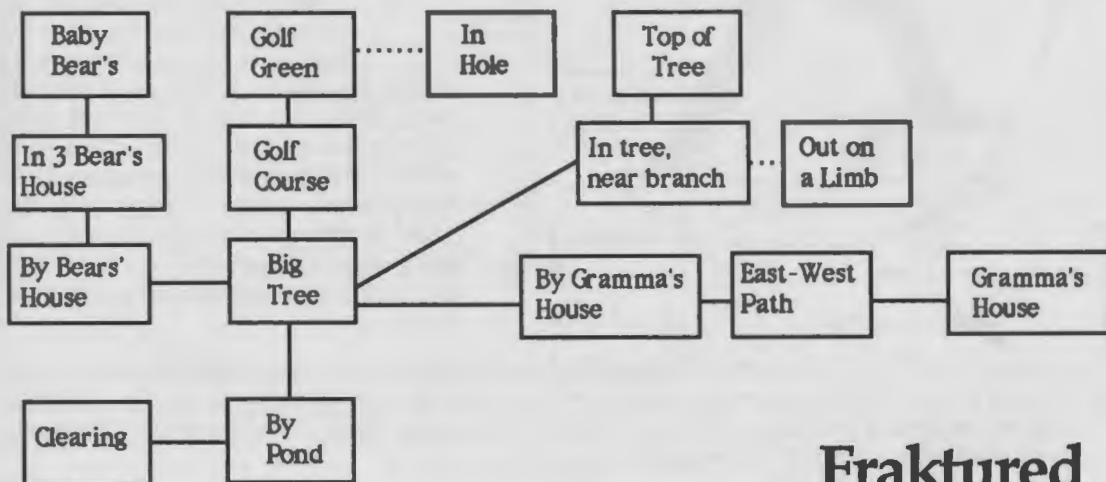 Baby
Bear's
Golf
Green
In
Hole
Top of
Tree
In 3 Bear's
House
Golf
Course
In tree,
near branch
Out on
a Limb
By Bears'
House
Big
Tree
By Gramma's
House
East-West
Path
Gramma's
House
Clearing
By
Pond
Fraktured